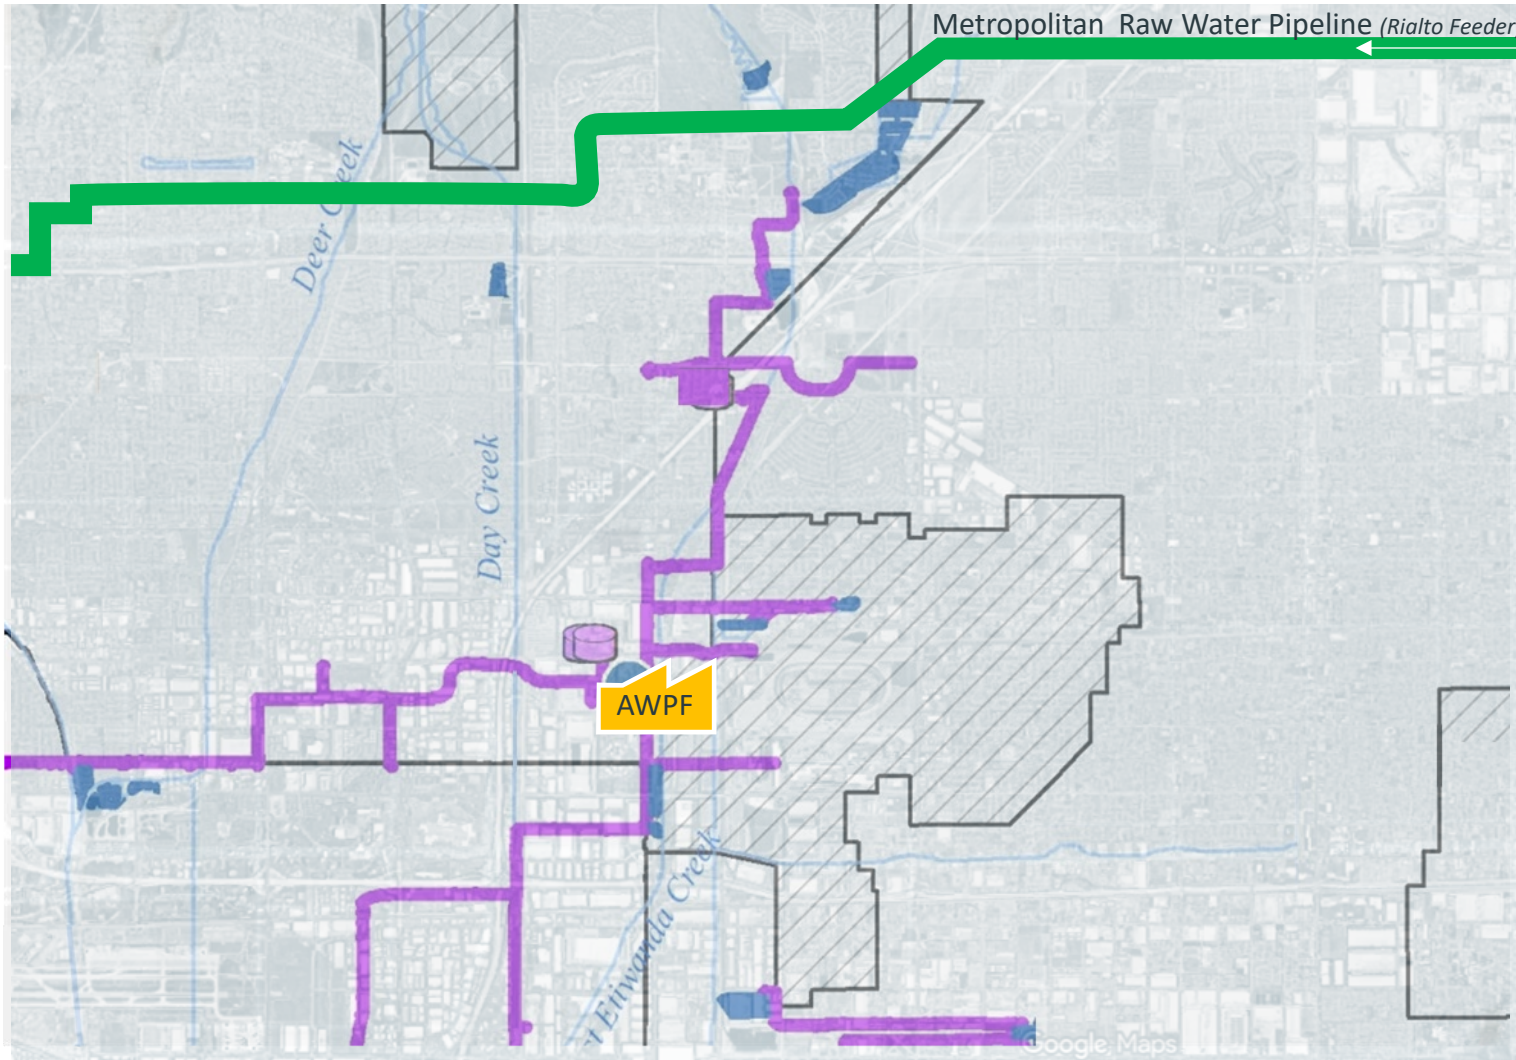 Metropolitan Raw Water Pipeline (Rialto Feeder
Deer Creek
Day Creek
AWPF
t Etiwanda Creek
Google, Maps